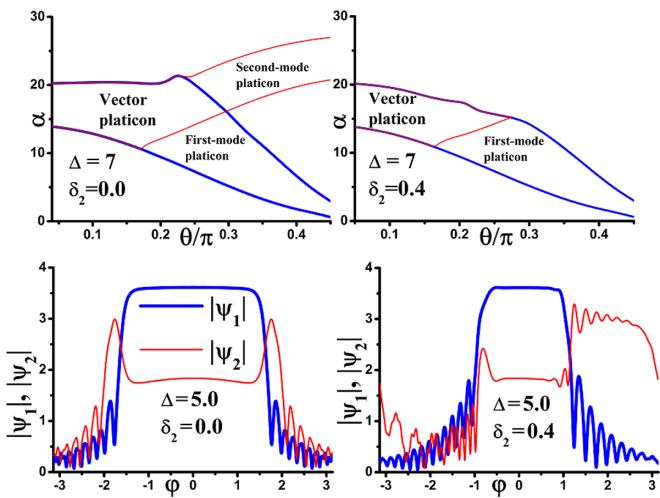 30
20
10
0
α
Second-mode
platicon
Vector
platicon
First-mode
platicon
Δ = 7
δ₂=0.0
0.1 0.2 0.3 0.4
θ/π
30
20
10
0
α
Vector
platicon
First-mode
platicon
Δ = 7
δ₂=0.4
0.1 0.2 0.3 0.4
θ/π
4
3
2
1
0
|ψ₁|, |ψ₂|
|ψ₁|
|ψ₂|
Δ=5.0
δ₂=0.0
-3 -2 -1 0 1 2 3
φ
4
3
2
1
0
|ψ₁|, |ψ₂|
Δ=5.0
δ₂=0.4
-3 -2 -1 0 1 2 3
φ